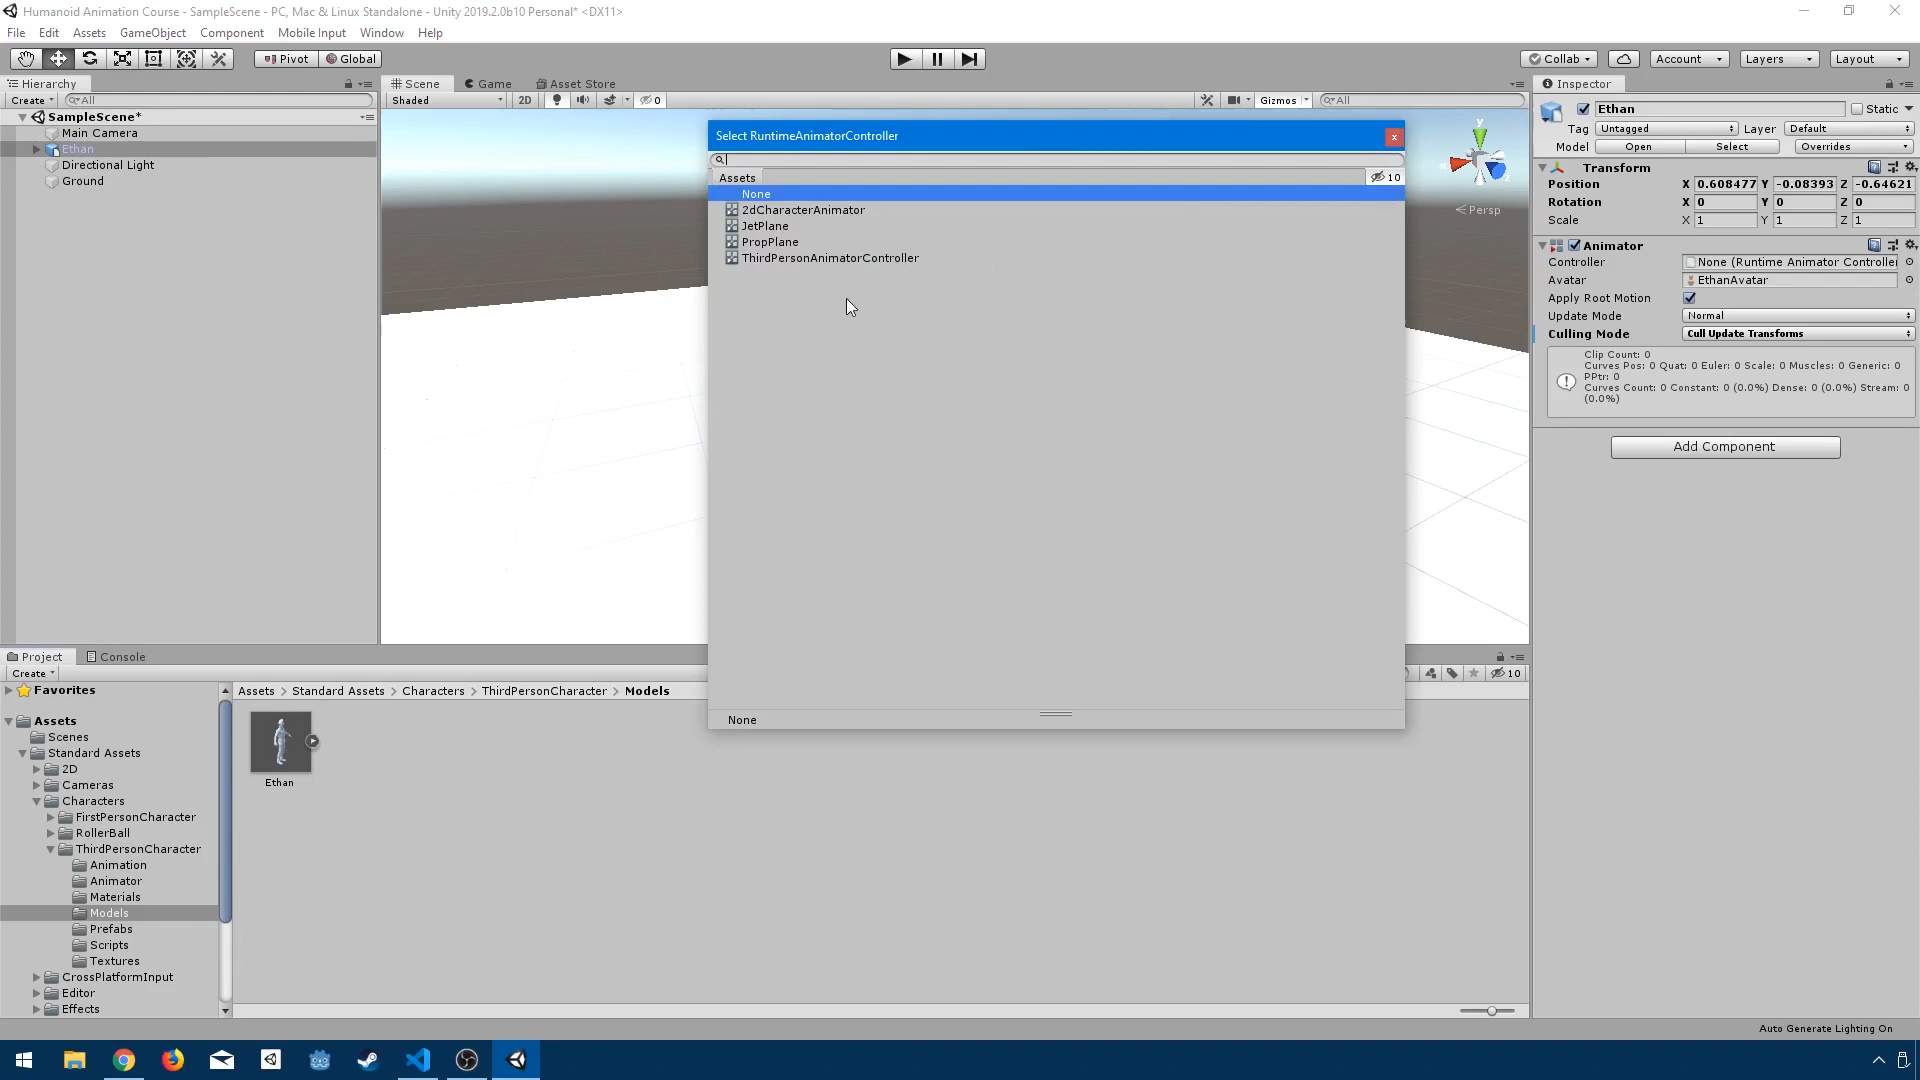 Humanoid Animation Course - SampleScene - PC, Mac & Linux Standalone - Unity 2019.2.0b10 Personal* <DX11>
File Edit Assets GameObject Component Mobile Input Window Help
Pivot Global Collab Account Layers Layout
Hierarchy
Create All
SampleScene*
Main Camera
Ethan
Directional Light
Ground
Scene Game Asset Store
Shaded 2D 0 Gizmos All
Persp
y
Select RuntimeAnimatorController
Assets 10
None
2dCharacterAnimator
JetPlane
PropPlane
ThirdPersonAnimatorController
None
Inspector
Ethan Static
Tag Untagged Layer Default
Model Open Select Overrides
Transform
Position X 0.608477 Y -0.08393 Z -0.64621
Rotation X 0 Y 0 Z 0
Scale X 1 Y 1 Z 1
Animator
Controller None (Runtime Animator Controller
Avatar EthanAvatar
Apply Root Motion
Update Mode Normal
Culling Mode Cull Update Transforms
Clip Count: 0
Curves Pos: 0 Quat: 0 Euler: 0 Scale: 0 Muscles: 0 Generic: 0
PPtr: 0
Curves Count: 0 Constant: 0 (0.0%) Dense: 0 (0.0%) Stream: 0
(0.0%)
Add Component
Project Console
Create 10
Favorites
Assets
Scenes
Standard Assets
2D
Cameras
Characters
FirstPersonCharacter
RollerBall
ThirdPersonCharacter
Animation
Animator
Materials
Models
Prefabs
Scripts
Textures
CrossPlatformInput
Editor
Effects
Assets > Standard Assets > Characters > ThirdPersonCharacter > Models
Ethan
Auto Generate Lighting On